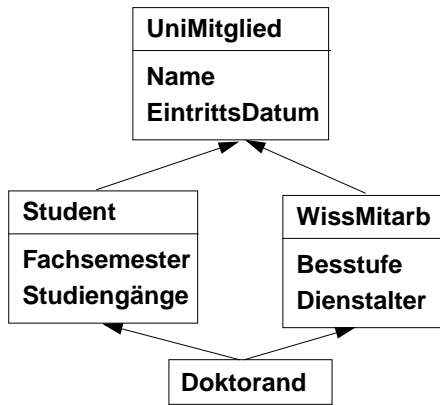 UniMitglied
Name
EintrittsDatum
Student
Fachsemester
Studiengänge
WissMitarb
Besstufe
Dienstalter
Doktorand